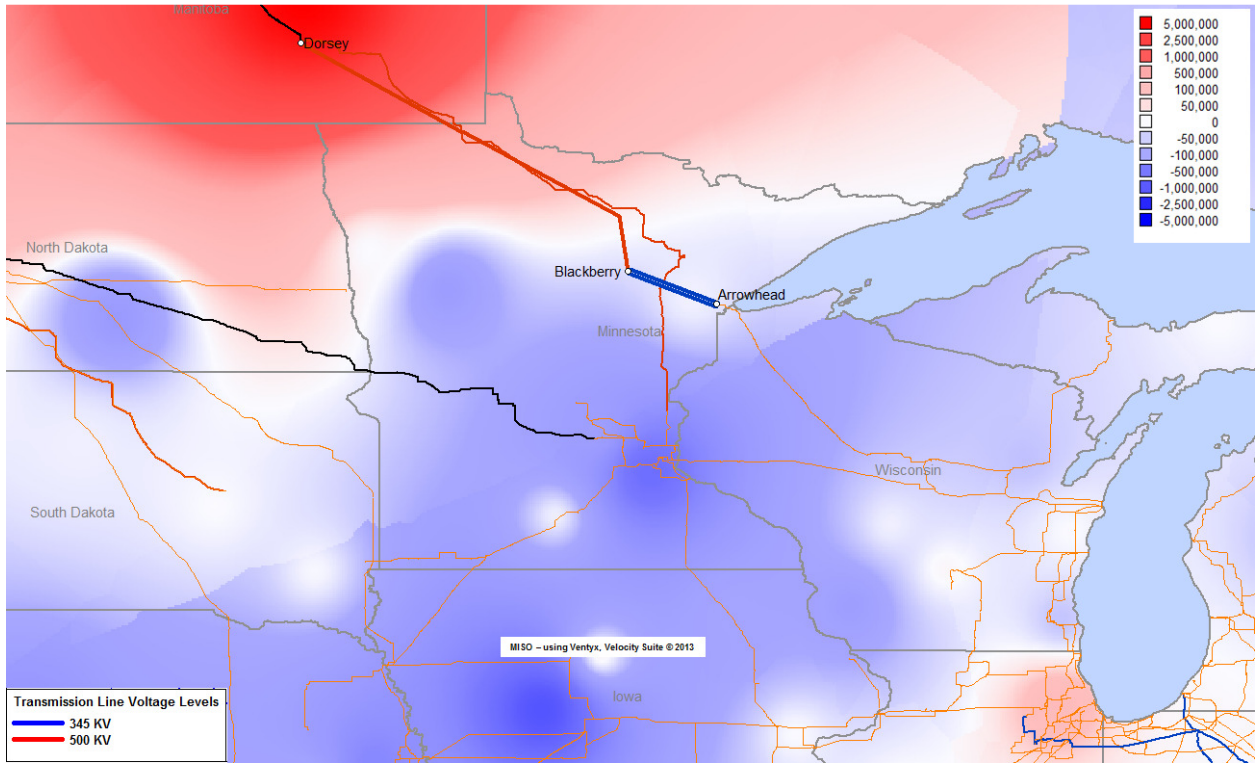 Manitoba
Dorsey
5,000,000
2,500,000
1,000,000
500,000
100,000
50,000
0
-50,000
-100,000
-500,000
-1,000,000
-2,500,000
-5,000,000
North Dakota
Blackberry
Arrowhead
Minnesota
Wisconsin
South Dakota
MISO – using Ventyx, Velocity Suite © 2013
Iowa
Transmission Line Voltage Levels
345 KV
500 KV